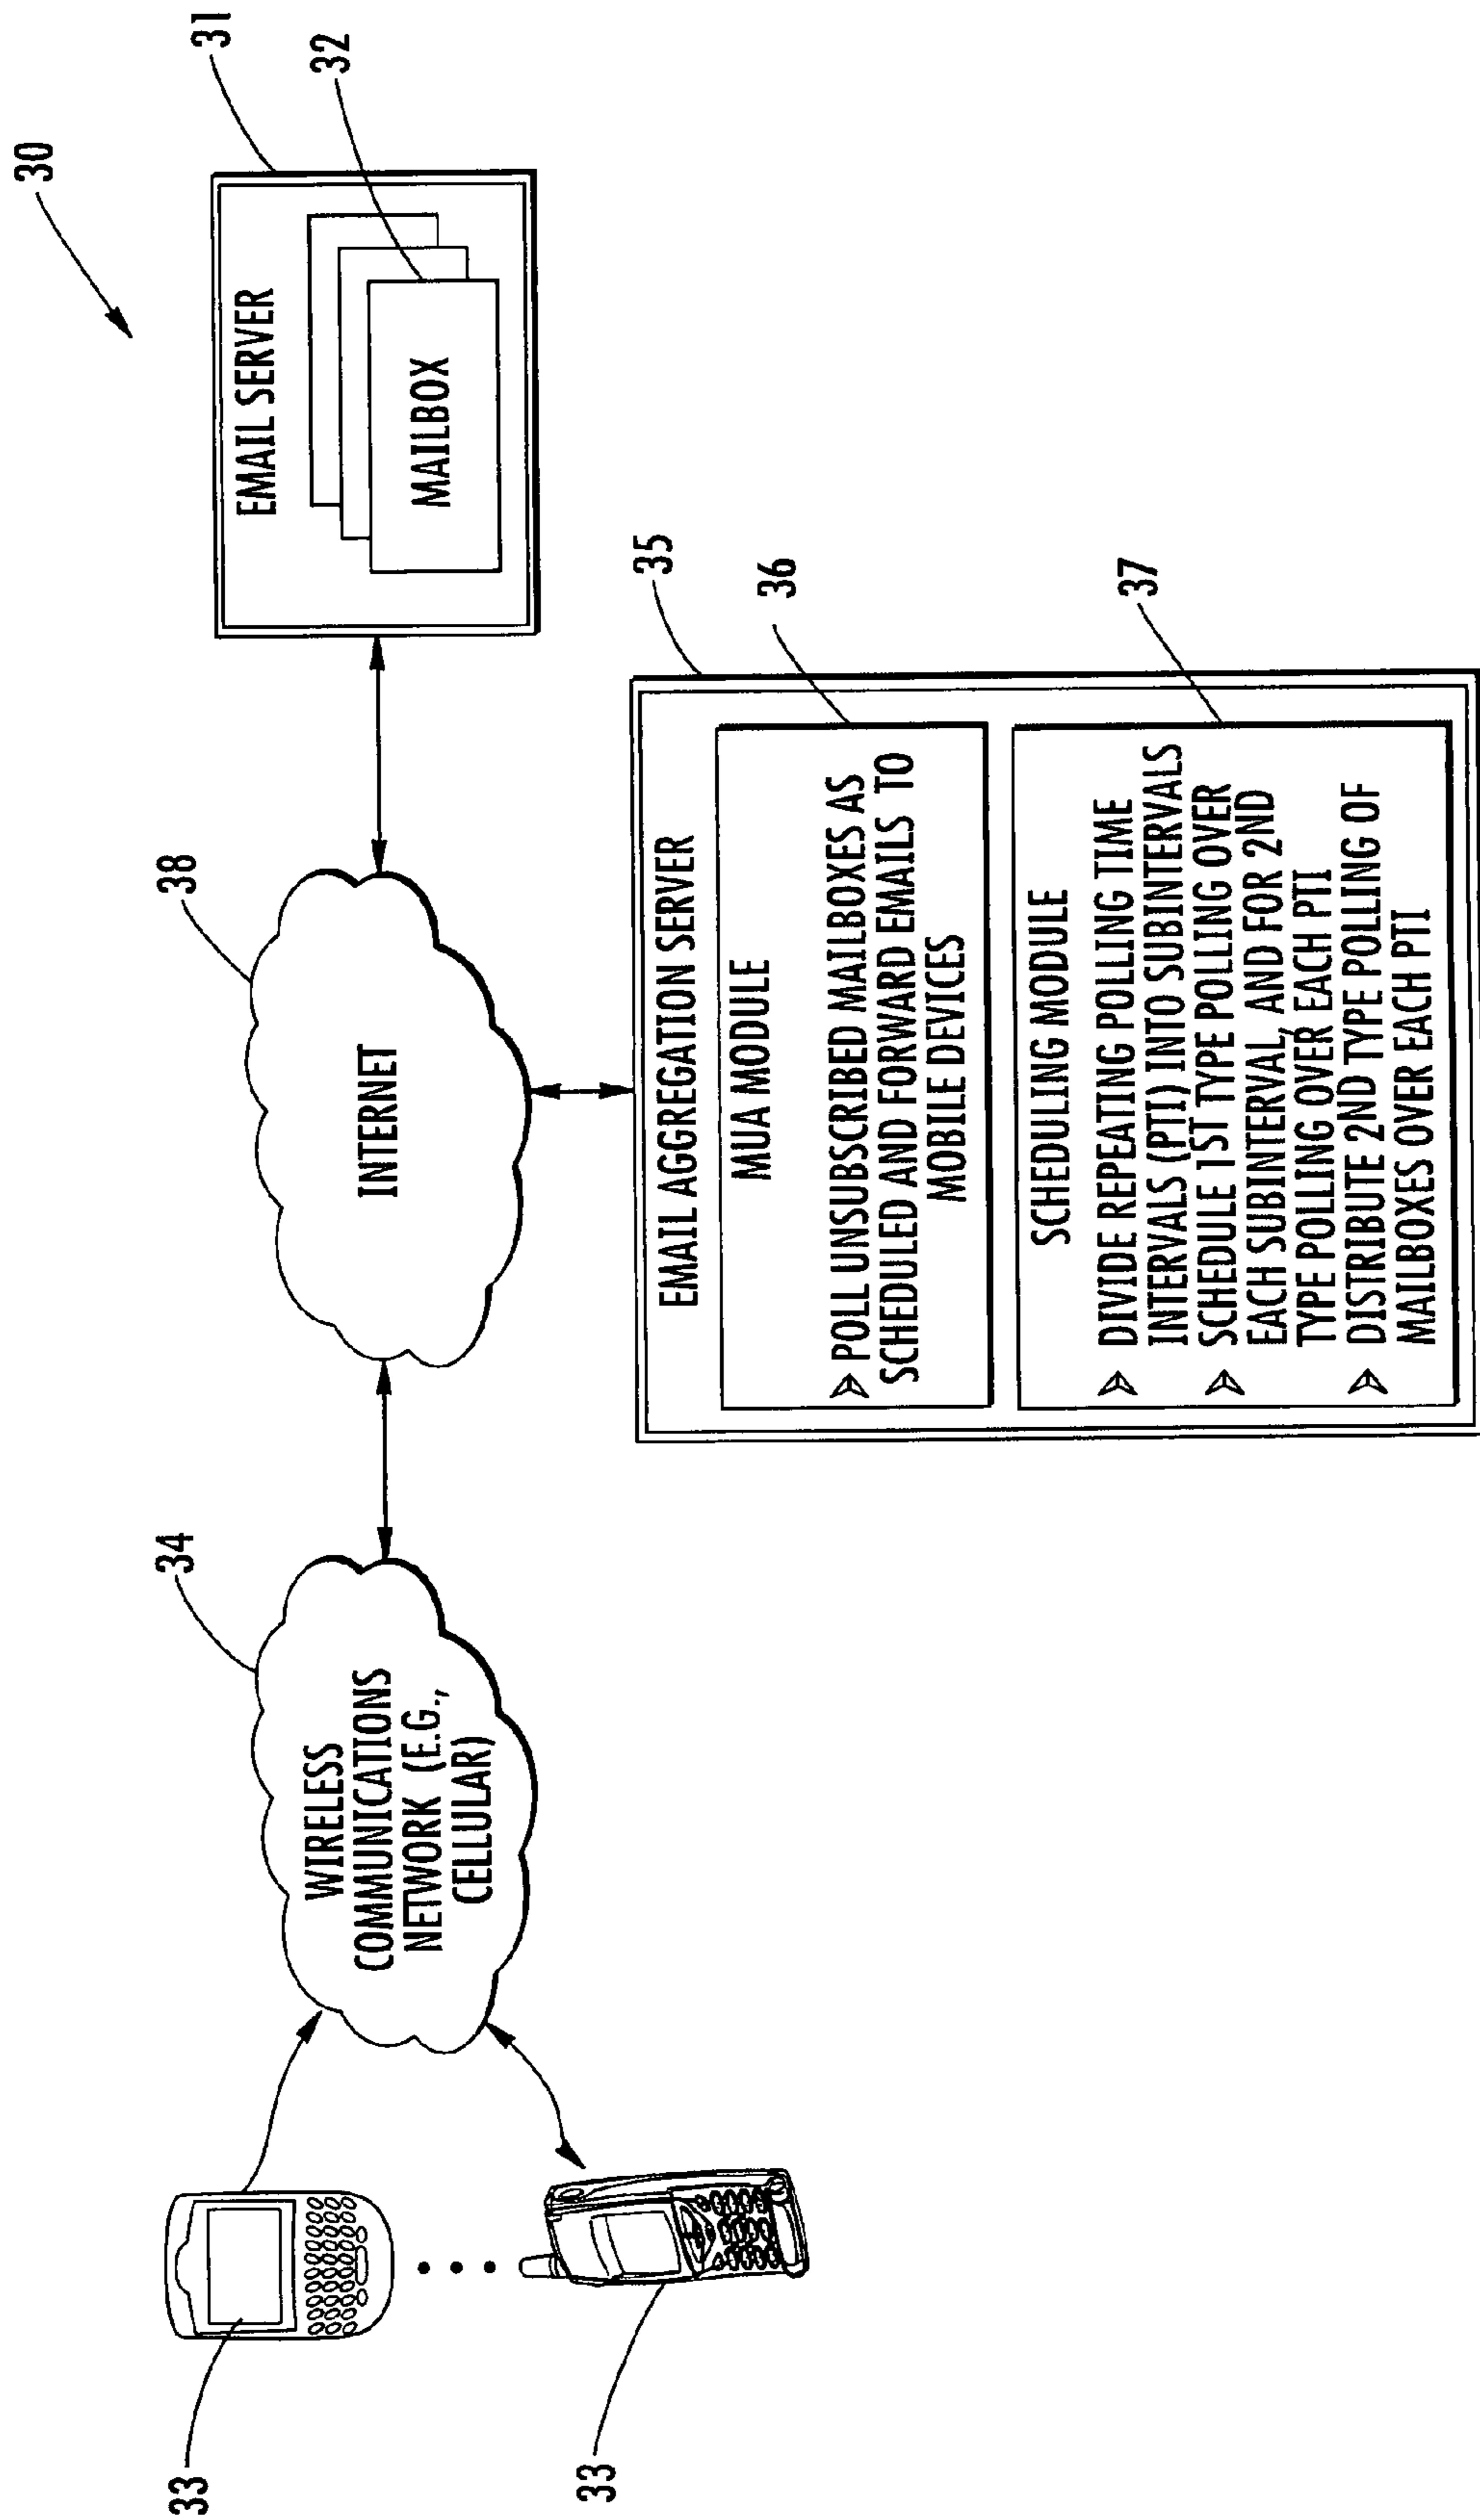 30
31
32
EMAIL SERVER
MAILBOX
38
INTERNET
34
WIRELESS
COMMUNICATIONS
NETWORK (E.G.,
CELLULAR)
33
33
35
36
37
EMAIL AGGREGATION SERVER
MUA MODULE
POLL UNSUBSCRIBED MAILBOXES AS
SCHEDULED AND FORWARD EMAILS TO
MOBILE DEVICES
SCHEDULING MODULE
DIVIDE REPEATING POLLING TIME
INTERVALS (PTI) INTO SUBINTERVALS
SCHEDULE 1ST TYPE POLLING OVER
EACH SUBINTERVAL, AND FOR 2ND
TYPE POLLING OVER EACH PTI
DISTRIBUTE 2ND TYPE POLLING OF
MAILBOXES OVER EACH PTI